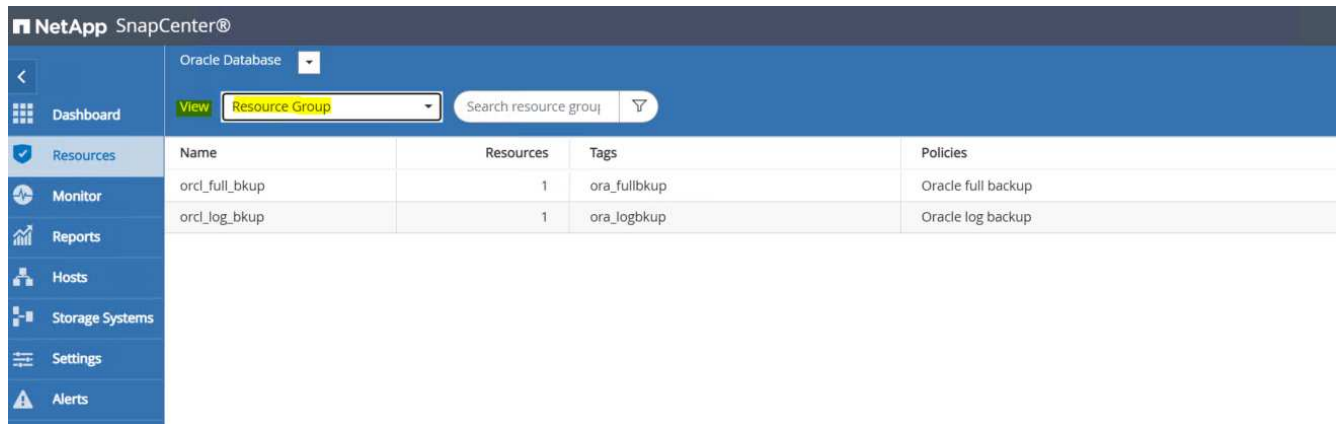 NetApp SnapCenter®
Oracle Database
Dashboard
View Resource Group Search resource grou
Resources
Name Resources Tags Policies
orcl_full_bkup 1 ora_fullbkup Oracle full backup
Monitor
orcl_log_bkup 1 ora_logbkup Oracle log backup
Reports
Hosts
Storage Systems
Settings
Alerts